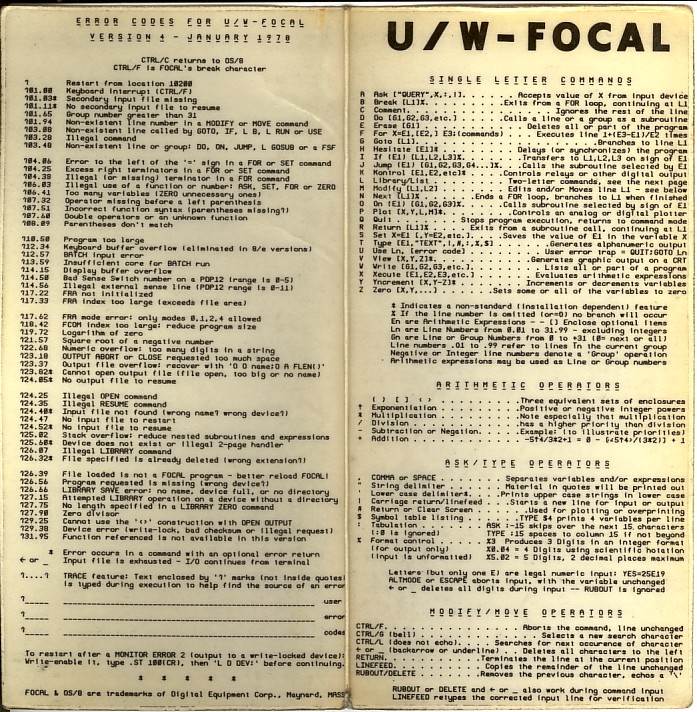 ERROR CODES FOR U/W-FOCAL
VERSION 4 - JANUARY 1978
CTRL/C returns to OS/8
CTRL/F is FOCAL's break character
? Restart from location 10200
?01.00 Keyboard interrupt (CTRL/F)
?01.03* Secondary input file missing
?01.11* No secondary input file to resume
?01.65 Group number greater than 31
?01.94 Non-existent line number in a MODIFY or MOVE command
?03.08 Non-existent line called by GOTO, IF, L B, L RUN or USE
?03.28 Illegal command
?03.48 Non-existent line or group: DO, ON, JUMP, L GOSUB or a FSF
?04.06 Error to the left of the '=' sign in a FOR or SET command
?04.25 Excess right terminators in a FOR or SET command
?04.38 Illegal (or missing) terminator in a FOR command
?06.03 Illegal use of a function or number: ASK, SET, FOR or ZERO
?06.41 Too many variables (ZERO unnecessary ones)
?07.32 Operator missing before a left parenthesis
?07.51 Incorrect function syntax (parentheses missing?)
?07.60 Double operators or an unknown function
?08.09 Parentheses don't match
?10.50 Program too large
?12.34 Keyboard buffer overflow (eliminated in 8/e versions)
?12.57 BATCH input error
?13.59 Insufficient core for BATCH run
?14.15 Display buffer overflow
?14.50 Bad Sense Switch number on a PDP12 (range is 0-5)
?14.56 Illegal external sense line (PDP12 range is 0-11)
?17.22 FRA not initialized
?17.33 FRA index too large (exceeds file area)
?17.62 FRA mode error: only modes 0,1,2,4 allowed
?18.42 FCOM index too large: reduce program size
?19.72 Logarithm of zero
?21.57 Square root of a negative number
?22.60 Numeric overflow: too many digits in a string
?23.18 OUTPUT ABORT or CLOSE requested too much space
?23.37 Output file overflow: recover with 'O O name;O A FLEN()'
?23.82* Cannot open output file (file open, too big or no name)
?24.05* No output file to resume
?24.25 Illegal OPEN command
?24.35 Illegal RESUME command
?24.40* Input file not found (wrong name? wrong device?)
?24.47 No input file to restart
?24.52* No input file to resume
?25.02 Stack overflow: reduce nested subroutines and expressions
?25.60* Device does not exist or illegal 2-page handler
?26.07 Illegal LIBRARY command
?26.32* File specified is already deleted (wrong extension?)
?26.39 File loaded is not a FOCAL program - better reload FOCAL!
?26.56 Program requested is missing (wrong device?)
?26.66 LIBRARY SAVE error: no name, device full, or no directory
?27.15 Attempted LIBRARY operation on a device without a directory
?27.75 No length specified in a LIBRARY ZERO command
?27.90 Zero divisor
?29.25 Cannot use the '<>' construction with OPEN OUTPUT
?29.38 Device error (write-lock, bad checksum or illegal request)
?31.95 Function referenced is not available in this version
* Error occurs in a command with an optional error return
← or _ Input file is exhausted - I/O continues from terminal
?....? TRACE feature: Text enclosed by '?' marks (not inside quotes)
is typed during execution to help find the source of an error
?_____ user
?_____ error
?_____ codes
To restart after a MONITOR ERROR 2 (output to a write-locked device):
Write-enable it, type .ST 100(CR), then 'L D DEV:' before continuing.
* * * * *
FOCAL & OS/8 are trademarks of Digital Equipment Corp., Maynard, MASS
U/W-FOCAL
SINGLE LETTER COMMANDS
A Ask ["QUERY",X,:,!]. . . . Accepts value of X from input device
B Break [L1]*. . . . Exits from a FOR loop, continuing at L1
C Comment. . . . Ignores the rest of the line
D Do [G1,G2,G3,etc.]. . . . Calls a line or a group as a subroutine
E Erase [G1]. . . . Deletes all or part of the program
F For X=E1,[E2,] E3;(commands) . . . . Executes line 1+(E3-E1)/E2 times
G Goto [L1]. . . . Branches to line L1
H Hesitate [E1]* . . . . Delays (or synchronizes) the program
I If (E1) [L1,L2,L3]*. . . . Transfers to L1,L2,L3 on sign of E1
J Jump (E1) [G1,G2,G3,G4...]*. . . . Calls the subroutine selected by E1
K Kontrol [E1,E2,etc]* . . . . Controls relays or other digital output
L Library/List. . . . Two-letter commands, see the next page
M Modify [L1,L2]. . . . Edits and/or Moves line L1 -- see below
N Next [L1]*. . . . Ends a FOR loop, branches to L1 when finished
O On (E1) [G1,G2,G3]*. . . . Calls subroutine selected by sign of E1
P Plot [X,Y,L,M]*. . . . Controls an analog or digital plotter
Q Quit . . . . Stops program execution, returns to command mode
R Return [L1]*. . . . Exits from a subroutine call, continuing at L1
S Set X=E1 [,Y=E2,etc.]. . . . Saves the value of E1 in the variable X
T Type [E1,"TEXT",!,#,:,X,$] . . . . Generates alphanumeric output
U Use Ln, (error code) . . . . User error trap = QUIT;GOTO Ln
V View [X,Y,Z]*. . . . Generates graphic output on a CRT
W Write [G1,G2,G3,etc.]. . . . Lists all or part of a program
X Xecute [E1,E2,E3,etc.] . . . . Evaluates arithmetic expressions
Y Yncrement [X,Y-Z]* . . . . Increments or decrements variables
Z Zero [X,Y,...] . . . . Sets some or all of the variables to zero
* Indicates a non-standard (installation dependent) feature
* If the line number is omitted (or=0) no branch will occur
En are Arithmetic Expressions - - [] Enclose optional items
Ln are Line Numbers from 0.01 to 31.99 - excluding integers
Gn are Line or Group Numbers from 0 to +31 (0= next or all)
Line numbers .01 to .99 refer to lines in the current group
Negative or Integer line numbers denote a 'Group' operation
Arithmetic expressions may be used as Line or Group numbers
ARITHMETIC OPERATORS
( ) [ ] < > . . . . Three equivalent sets of enclosures
↑ Exponentiation. . . . Positive or negative integer powers
* Multiplication. . . . Note especially that multiplication
/ Division . . . . has a higher priority than division
- Subtraction or Negation. . . . Example: (to illustrate priorities)
+ Addition . . . . -5↑4/3*2+1 = 0 - [<5↑4>/(3*2)] + 1
ASK/TYPE OPERATORS
, COMMA or SPACE . . . . Separates variables and/or expressions
" String delimiter . . . . Material in quotes will be printed out
' Lower case delimiter*. . . . Prints upper case strings in lower case
! Carriage return/linefeed . . . . Starts a new line for input or output
# Return or Clear Screen . . . . Used for plotting or overprinting
$ Symbol table listing . . . . TYPE $4 prints 4 variables per line
: Tabulation . . . . ASK :-15 skips over the next 15 characters
(:0 is ignored) TYPE :15 spaces to column 15 if not beyond
% Format control . . . . %3 Produces 3 Digits in an integer format
(for output only) %0.04 = 4 Digits using scientific notation
(input is unformatted) %5.02 = 5 Digits, 2 decimal places maximum
Letters (but only one E) are legal numeric input: YES=25E19
ALTMODE or ESCAPE aborts input, with the variable unchanged
← or _ deletes all digits during input -- RUBOUT is ignored
MODIFY/MOVE OPERATORS
CTRL/F. . . . Aborts the command, line unchanged
CTRL/G (bell) . . . . Selects a new search character
CTRL/L (does not echo). . . . Searches for next occurance of character
← or _ (backarrow or underline) . . Deletes all characters to the left
RETURN. . . . Terminates the line at the current position
LINEFEED. . . . Copies the remainder of the line unchanged
RUBOUT/DELETE . . . . Removes the previous character, echos a '\'
RUBOUT or DELETE and ← or _ also work during command input
LINEFEED retypes the corrected input line for verification